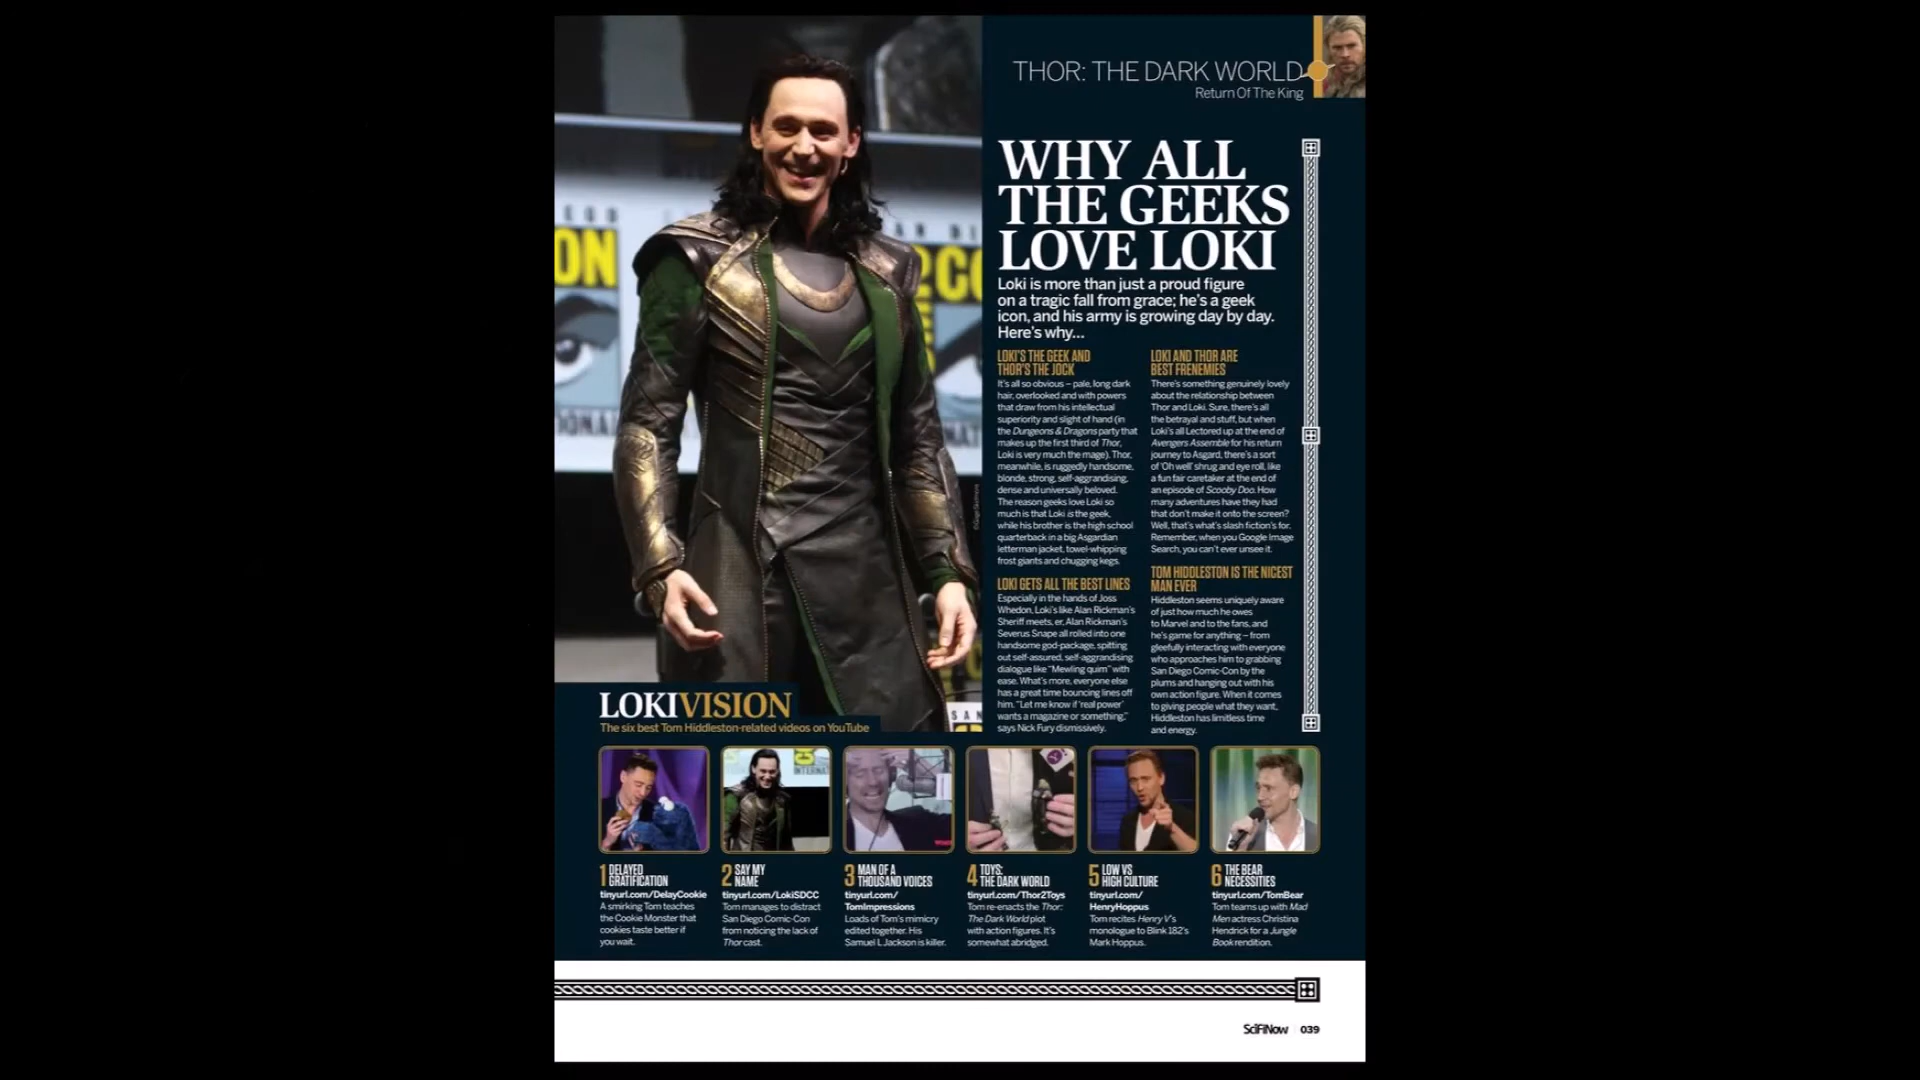 THOR: THE DARK WORLD
Return Of The King
WHY ALL
THE GEEKS
LOVE LOKI
Loki is more than just a proud figure
on a tragic fall from grace; he's a geek
icon, and his army is growing day by day.
Here's why...
LOKI'S THE GEEK AND
THOR'S THE JOCK
It's all so obvious – pale, long dark
hair, overlooked and with powers
that draw from his intellectual
superiority and slight of hand (in
the Dungeons & Dragons party that
makes up the first third of Thor,
Loki is very much the mage). Thor,
meanwhile, is ruggedly handsome,
blonde, strong, self-aggrandising,
dense and universally beloved.
The reason geeks love Loki so
much is that Loki is the geek,
while his brother is the high school
quarterback in a big Asgardian
letterman jacket, towel-whipping
frost giants and chugging kegs.
LOKI GETS ALL THE BEST LINES
Especially in the hands of Joss
Whedon, Loki's like Alan Rickman's
Sheriff meets, er, Alan Rickman's
Severus Snape all rolled into one
handsome god-package, spitting
out self-assured, self-aggrandising
dialogue like "Mewling quim" with
ease. What's more, everyone else
has a great time bouncing lines off
him. "Let me know if 'real power'
wants a magazine or something,"
says Nick Fury dismissively.
LOKI AND THOR ARE
BEST FRENEMIES
There's something genuinely lovely
about the relationship between
Thor and Loki. Sure, there's all
the betrayal and stuff, but when
Loki's all Lectored up at the end of
Avengers Assemble for his return
journey to Asgard, there's a sort
of 'Oh well' shrug and eye roll, like
a fun fair caretaker at the end of
an episode of Scooby Doo. How
many adventures have they had
that don't make it onto the screen?
Well, that's what's slash fiction's for.
Remember, when you Google Image
Search, you can't ever unsee it.
TOM HIDDLESTON IS THE NICEST
MAN EVER
Hiddleston seems uniquely aware
of just how much he owes
to Marvel and to the fans, and
he's game for anything – from
gleefully interacting with everyone
who approaches him to grabbing
San Diego Comic-Con by the
plums and hanging out with his
own action figure. When it comes
to giving people what they want,
Hiddleston has limitless time
and energy.
LOKIVISION
The six best Tom Hiddleston-related videos on YouTube
1 DELAYED
GRATIFICATION
tinyurl.com/DelayCookie
A smirking Tom teaches
the Cookie Monster that
cookies taste better if
you wait.
2 SAY MY
NAME
tinyurl.com/LokiSDCC
Tom manages to distract
San Diego Comic-Con
from noticing the lack of
Thor cast.
3 MAN OF A
THOUSAND VOICES
tinyurl.com/
TomImpressions
Loads of Tom's mimicry
edited together. His
Samuel L Jackson is killer.
4 TOYS:
THE DARK WORLD
tinyurl.com/Thor2Toys
Tom re-enacts the Thor:
The Dark World plot
with action figures. It's
somewhat abridged.
5 LOW VS
HIGH CULTURE
tinyurl.com/
HenryHoppus
Tom recites Henry V's
monologue to Blink 182's
Mark Hoppus.
6 THE BEAR
NECESSITIES
tinyurl.com/TomBear
Tom teams up with Mad
Men actress Christina
Hendrick for a Jungle
Book rendition.
SciFiNow 039